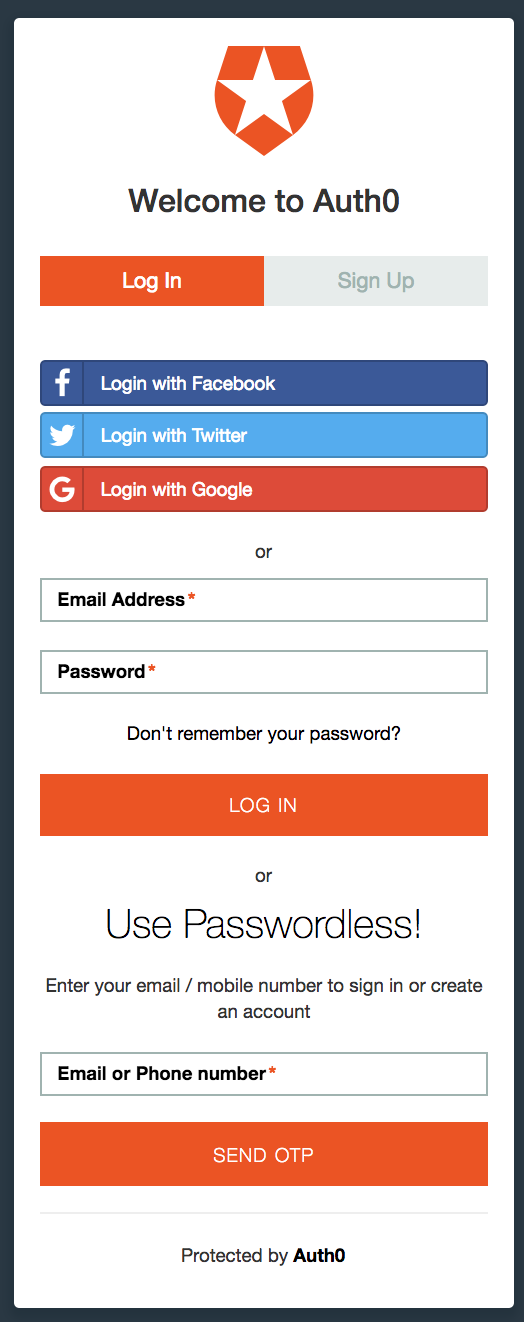 Welcome to Auth0
Log In
Sign Up
Login with Facebook
Login with Twitter
Login with Google
or
Email Address*
Password*
Don't remember your password?
LOG IN
or
Use Passwordless!
Enter your email / mobile number to sign in or create
an account
Email or Phone number*
SEND OTP
Protected by Auth0